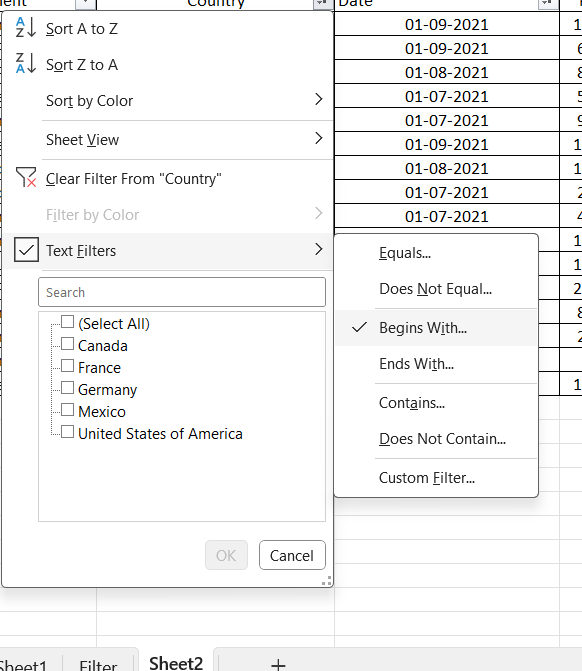 Country
Date
Sort A to Z
Sort Z to A
Sort by Color
Sheet View
Clear Filter From "Country"
Filter by Color
Text Filters
Search
(Select All)
Canada
France
Germany
Mexico
United States of America
OK
Cancel
Equals...
Does Not Equal...
Begins With...
Ends With...
Contains...
Does Not Contain...
Custom Filter...
01-09-2021
01-09-2021
01-08-2021
01-07-2021
01-07-2021
01-09-2021
01-08-2021
01-07-2021
01-07-2021
Sheet1
Filter
Sheet2